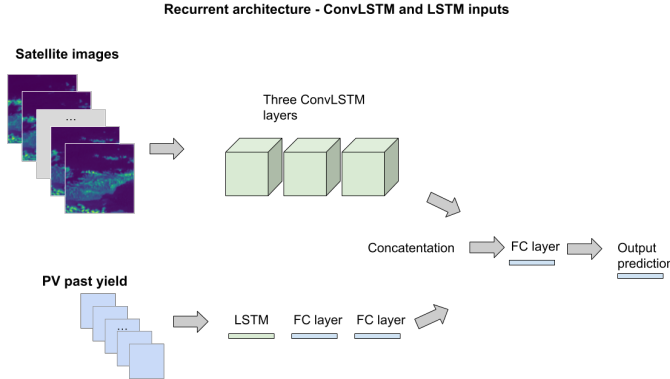 Recurrent architecture - ConvLSTM and LSTM inputs
Satellite images
...
Three ConvLSTM
layers
Concatentation
FC layer
Output
prediction
PV past yield
...
LSTM
FC layer
FC layer